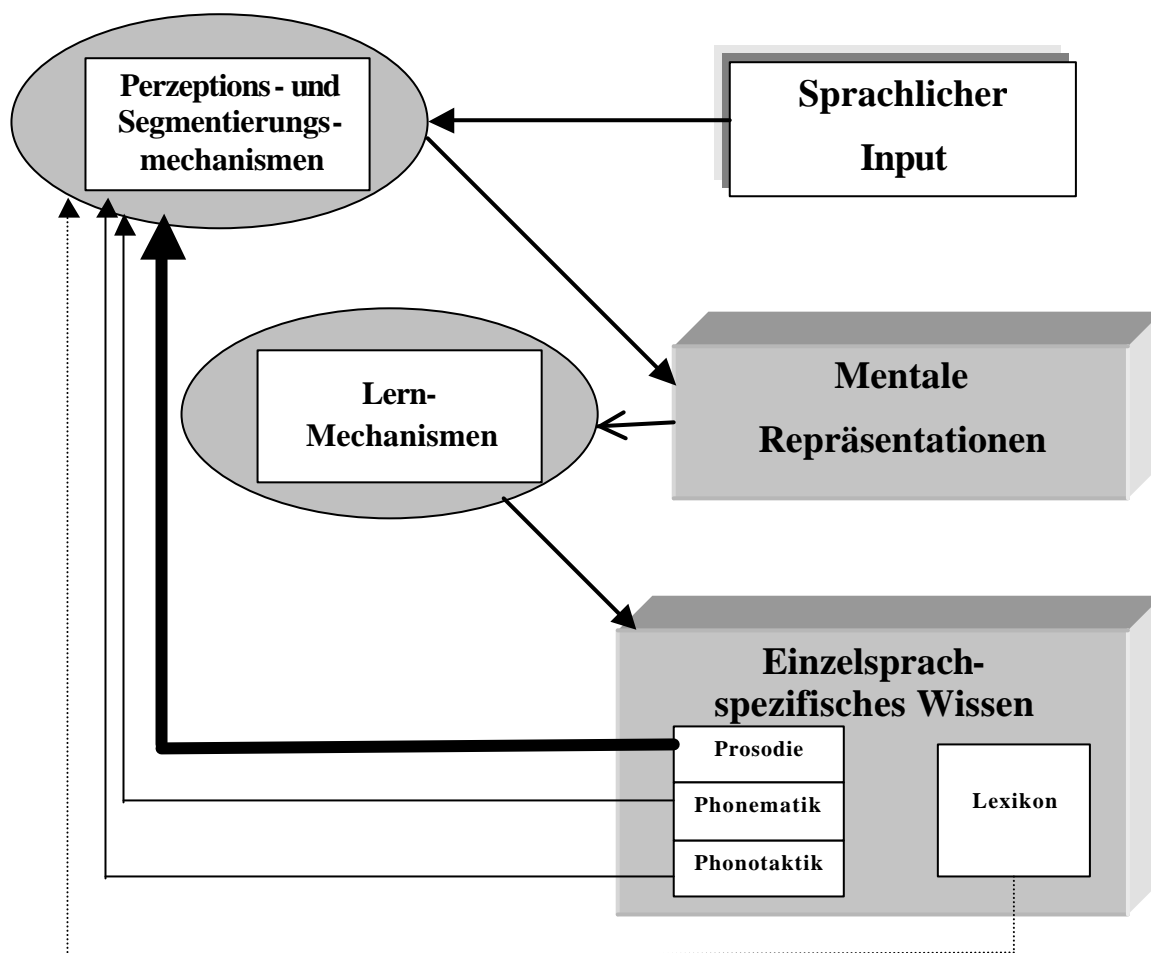 Perzeptions- und
Segmentierungs-
mechanismen
Sprachlicher
Input
Lern-
Mechanismen
Mentale
Repräsentationen
Einzelsprach-
spezifisches Wissen
Prosodie
Phonematik
Phonotaktik
Lexikon